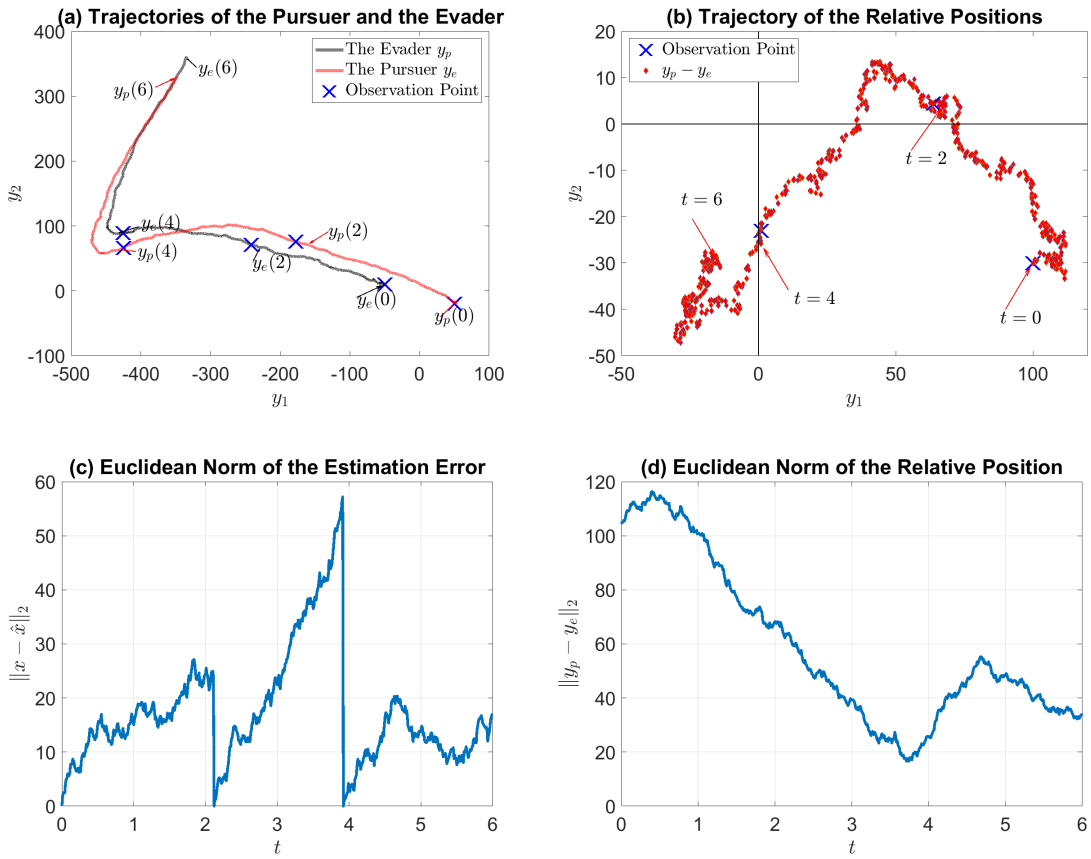 (a) Trajectories of the Pursuer and the Evader
400
300
200
100
0
-100
-500
-400
-300
-200
-100
0
100
y₂
y₁
The Evader yₚ
The Pursuer yₑ
Observation Point
yₑ(6)
yₚ(6)
yₑ(4)
yₚ(4)
yₚ(2)
yₑ(2)
yₑ(0)
yₚ(0)
(b) Trajectory of the Relative Positions
20
10
0
-10
-20
-30
-40
-50
-50
0
50
100
y₂
y₁
Observation Point
yₚ − yₑ
t = 2
t = 6
t = 4
t = 0
(c) Euclidean Norm of the Estimation Error
60
50
40
30
20
10
0
0
1
2
3
4
5
6
‖x − x̂‖₂
t
(d) Euclidean Norm of the Relative Position
120
100
80
60
40
20
0
0
1
2
3
4
5
6
‖yₚ − yₑ‖₂
t